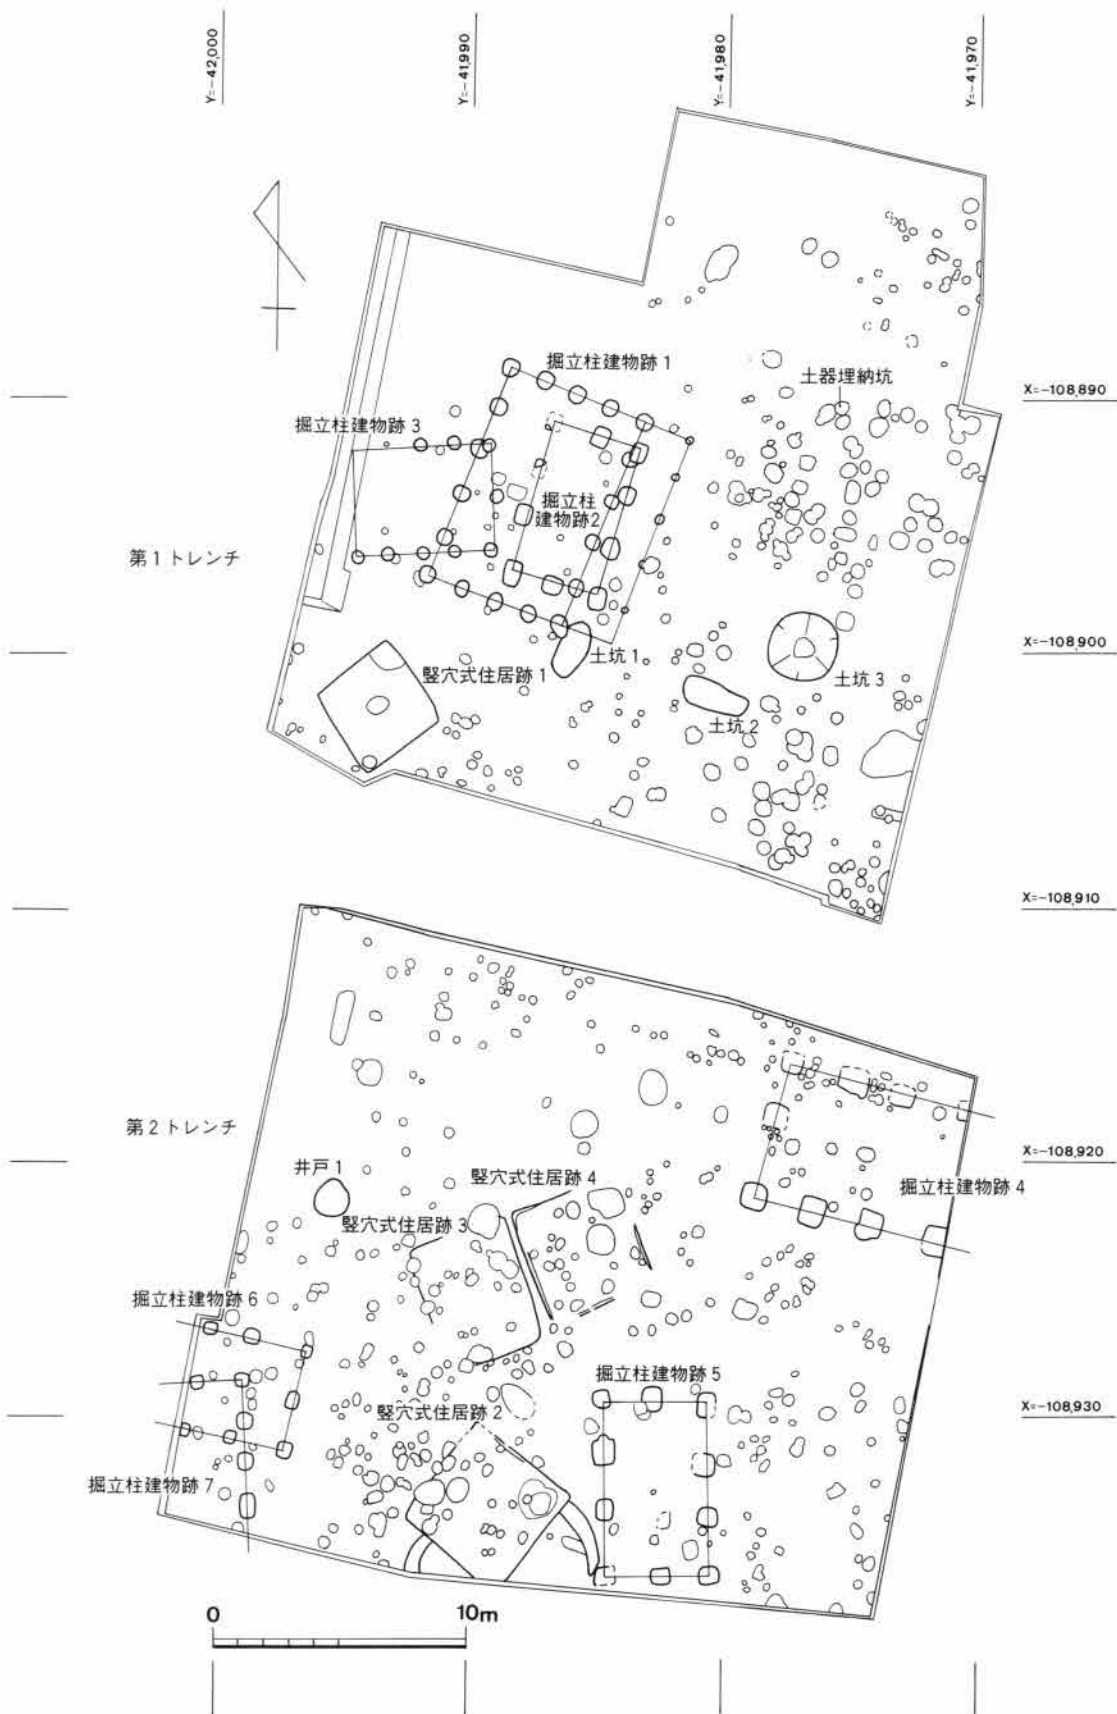 Y=-42,000
Y=-41,990
Y=-41,980
Y=-41,970
掘立柱建物跡1
土器埋納坑
X=-108,890
掘立柱建物跡3
掘立柱
建物跡2
第1トレンチ
土坑1
X=-108,900
竪穴式住居跡1
土坑3
土坑2
X=-108,910
第2トレンチ
X=-108,920
井戸1
竪穴式住居跡4
掘立柱建物跡4
竪穴式住居跡3
掘立柱建物跡6
掘立柱建物跡5
X=-108,930
竪穴式住居跡2
掘立柱建物跡7
0
10m